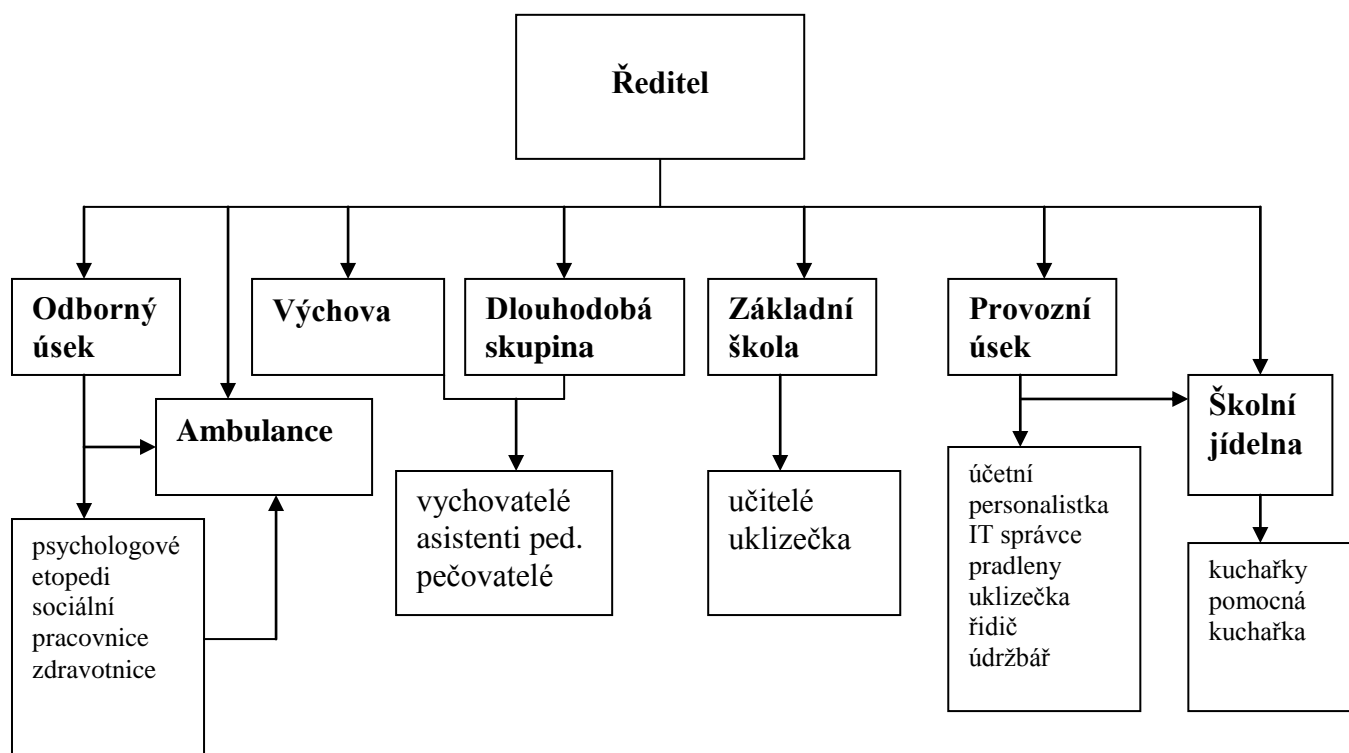 Ředitel
Odborný
úsek
Výchova
Dlouhodobá
skupina
Základní
škola
Provozní
úsek
Ambulance
Školní
jídelna
psychologové
etopedi
sociální
pracovnice
zdravotnice
vychovatelé
asistenti ped.
pečovatelé
učitelé
uklizečka
účetní
personalistka
IT správce
pradleny
uklizečka
řidič
údržbář
kuchařky
pomocná
kuchařka